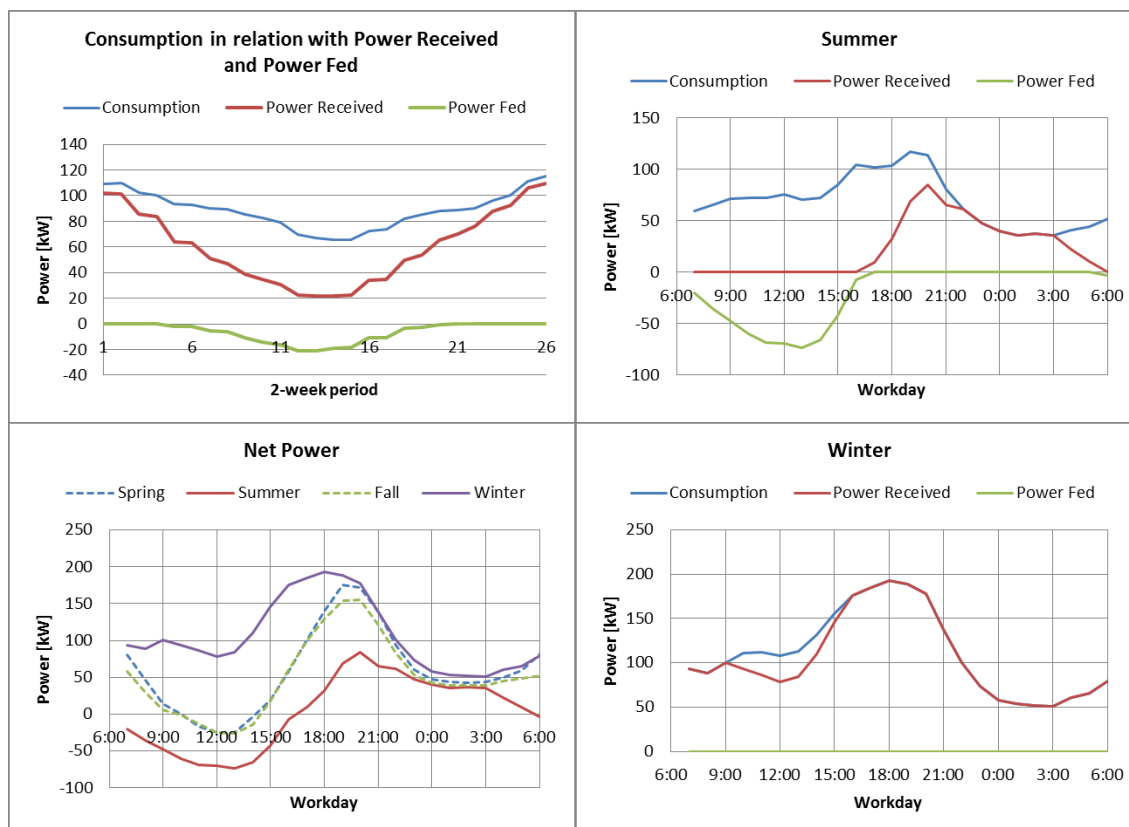 Consumption in relation with Power Received
and Power Fed
Consumption Power Received Power Fed
Power [kW]
140
120
100
80
60
40
20
0
-20
-40
1 6 11 16 21 26
2-week period
Summer
Consumption Power Received Power Fed
Power [kW]
150
100
50
0
-50
-100
6:00 9:00 12:00 15:00 18:00 21:00 0:00 3:00 6:00
Workday
Net Power
Spring Summer Fall Winter
Power [kW]
250
200
150
100
50
0
-50
-100
6:00 9:00 12:00 15:00 18:00 21:00 0:00 3:00 6:00
Workday
Winter
Consumption Power Received Power Fed
Power [kW]
250
200
150
100
50
0
6:00 9:00 12:00 15:00 18:00 21:00 0:00 3:00 6:00
Workday